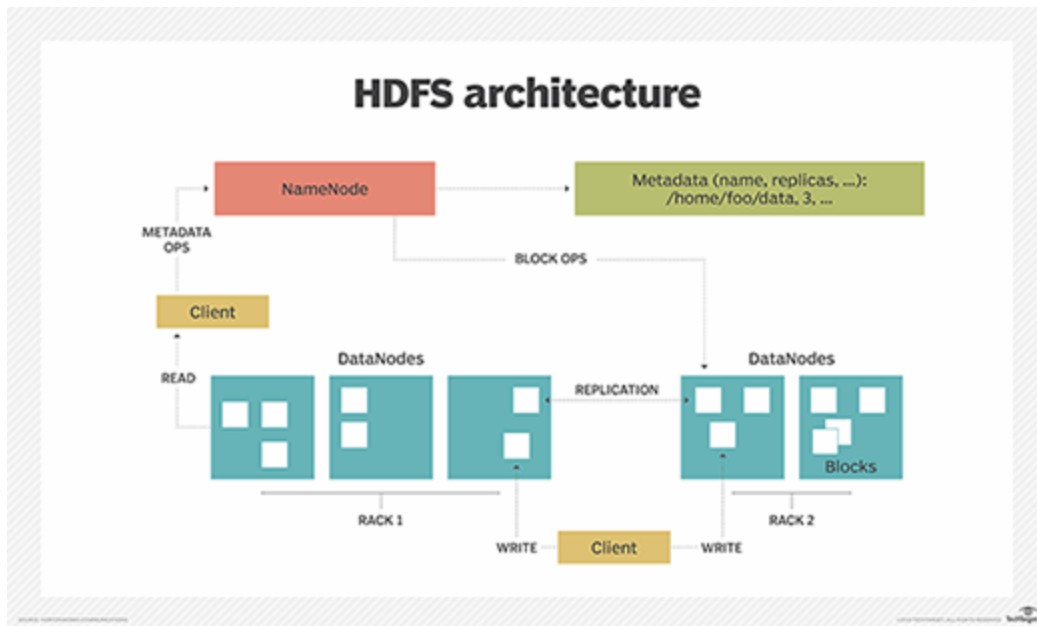 HDFS architecture
NameNode
Metadata (name, replicas, ...):
/home/foo/data, 3, ...
METADATA
OPS
BLOCK OPS
Client
DataNodes
DataNodes
READ
REPLICATION
Blocks
RACK 1
RACK 2
WRITE
Client
WRITE
TechTarget